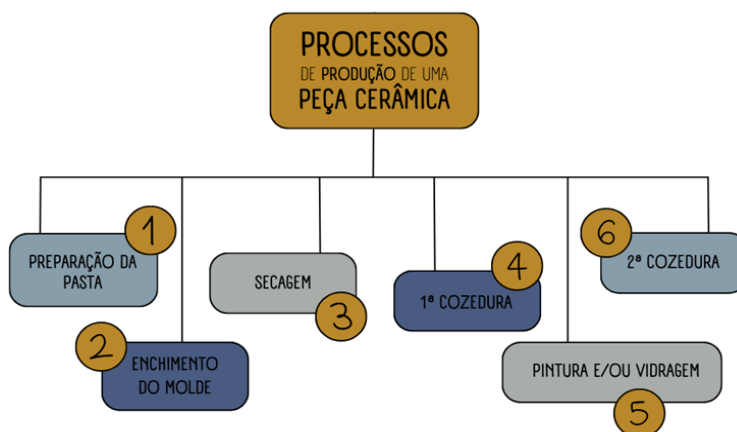 PROCESSOS
DE PRODUÇÃO DE UMA
PEÇA CERÂMICA
1
PREPARAÇÃO DA
PASTA
2
ENCHIMENTO
DO MOLDE
SECAGEM
3
4
1ª COZEDURA
PINTURA E/OU VIDRAGEM
5
6
2ª COZEDURA